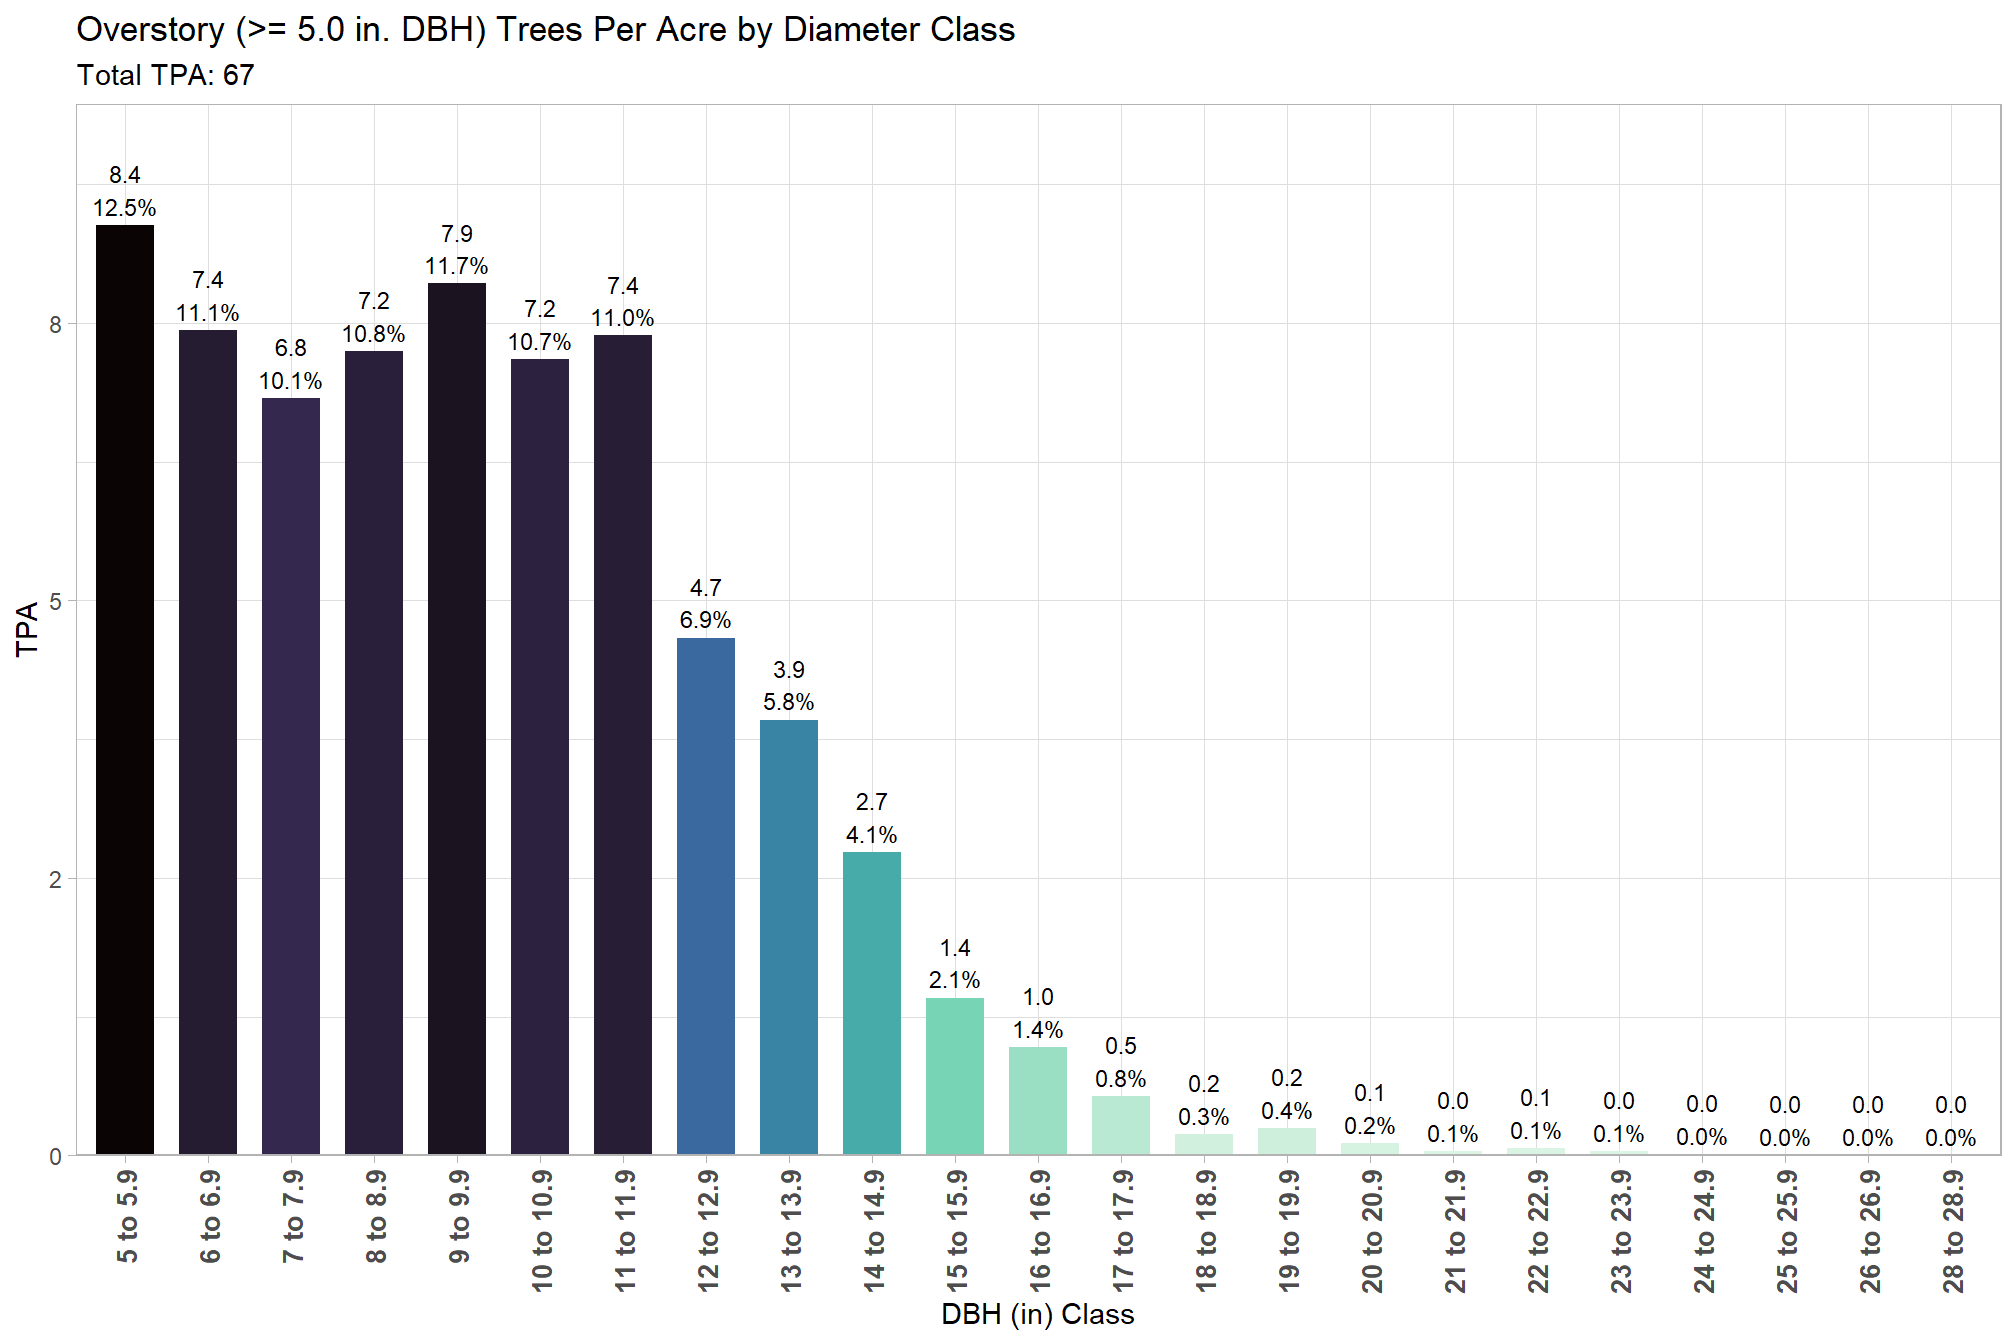 Overstory (>= 5.0 in. DBH) Trees Per Acre by Diameter Class
Total TPA: 67
TPA
8
5
2
0
8.4
12.5%
7.4
11.1%
6.8
10.1%
7.2
10.8%
7.9
11.7%
7.2
10.7%
7.4
11.0%
4.7
6.9%
3.9
5.8%
2.7
4.1%
1.4
2.1%
1.0
1.4%
0.5
0.8%
0.2
0.3%
0.2
0.4%
0.1
0.2%
0.0
0.1%
0.1
0.1%
0.0
0.1%
0.0
0.0%
0.0
0.0%
0.0
0.0%
0.0
0.0%
5 to 5.9
6 to 6.9
7 to 7.9
8 to 8.9
9 to 9.9
10 to 10.9
11 to 11.9
12 to 12.9
13 to 13.9
14 to 14.9
15 to 15.9
16 to 16.9
17 to 17.9
18 to 18.9
19 to 19.9
20 to 20.9
21 to 21.9
22 to 22.9
23 to 23.9
24 to 24.9
25 to 25.9
26 to 26.9
28 to 28.9
DBH (in) Class